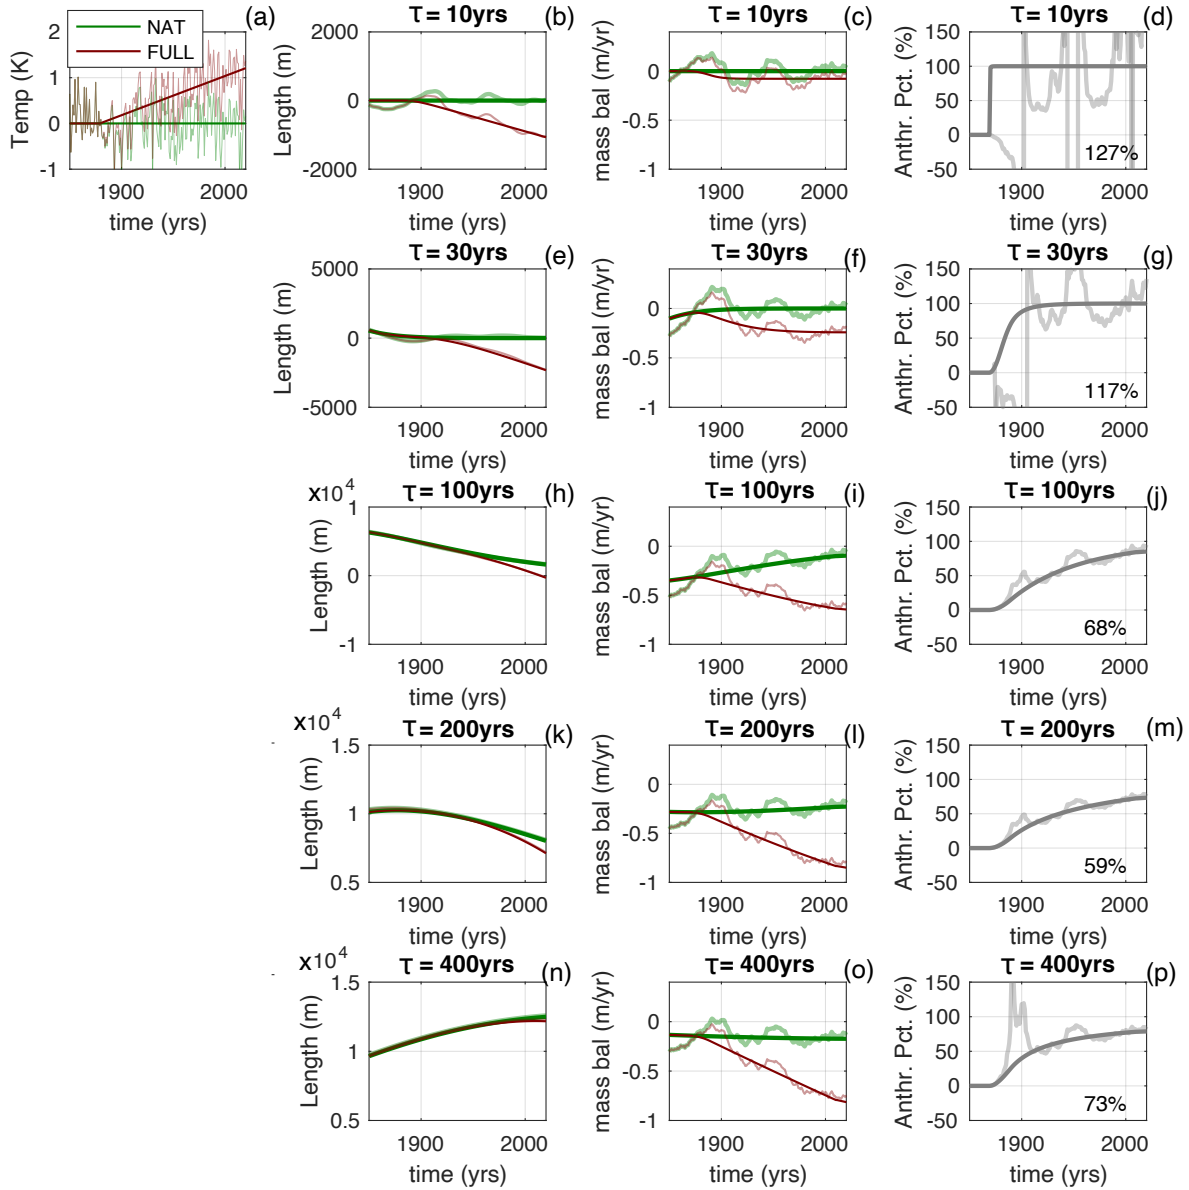 (a)
NAT
FULL
Temp (K)
2
1
0
-1
1900
2000
time (yrs)
τ = 10yrs
(b)
Length (m)
2000
0
-2000
1900
2000
time (yrs)
τ = 10yrs
(c)
mass bal (m/yr)
0
-0.5
-1
1900
2000
time (yrs)
τ = 10yrs
(d)
Anthr. Pct. (%)
150
100
50
0
-50
127%
1900
2000
time (yrs)
τ = 30yrs
(e)
Length (m)
5000
0
-5000
1900
2000
time (yrs)
τ = 30yrs
(f)
mass bal (m/yr)
0
-0.5
-1
1900
2000
time (yrs)
τ = 30yrs
(g)
Anthr. Pct. (%)
150
100
50
0
-50
117%
1900
2000
time (yrs)
x10^4
τ = 100yrs
(h)
Length (m)
1
0
-1
1900
2000
time (yrs)
τ = 100yrs
(i)
mass bal (m/yr)
0
-0.5
-1
1900
2000
time (yrs)
τ = 100yrs
(j)
Anthr. Pct. (%)
150
100
50
0
-50
68%
1900
2000
time (yrs)
x10^4
τ = 200yrs
(k)
Length (m)
1.5
1
0.5
1900
2000
time (yrs)
τ = 200yrs
(l)
mass bal (m/yr)
0
-0.5
-1
1900
2000
time (yrs)
τ = 200yrs
(m)
Anthr. Pct. (%)
150
100
50
0
-50
59%
1900
2000
time (yrs)
x10^4
τ = 400yrs
(n)
Length (m)
1.5
1
0.5
1900
2000
time (yrs)
τ = 400yrs
(o)
mass bal (m/yr)
0
-0.5
-1
1900
2000
time (yrs)
τ = 400yrs
(p)
Anthr. Pct. (%)
150
100
50
0
-50
73%
1900
2000
time (yrs)